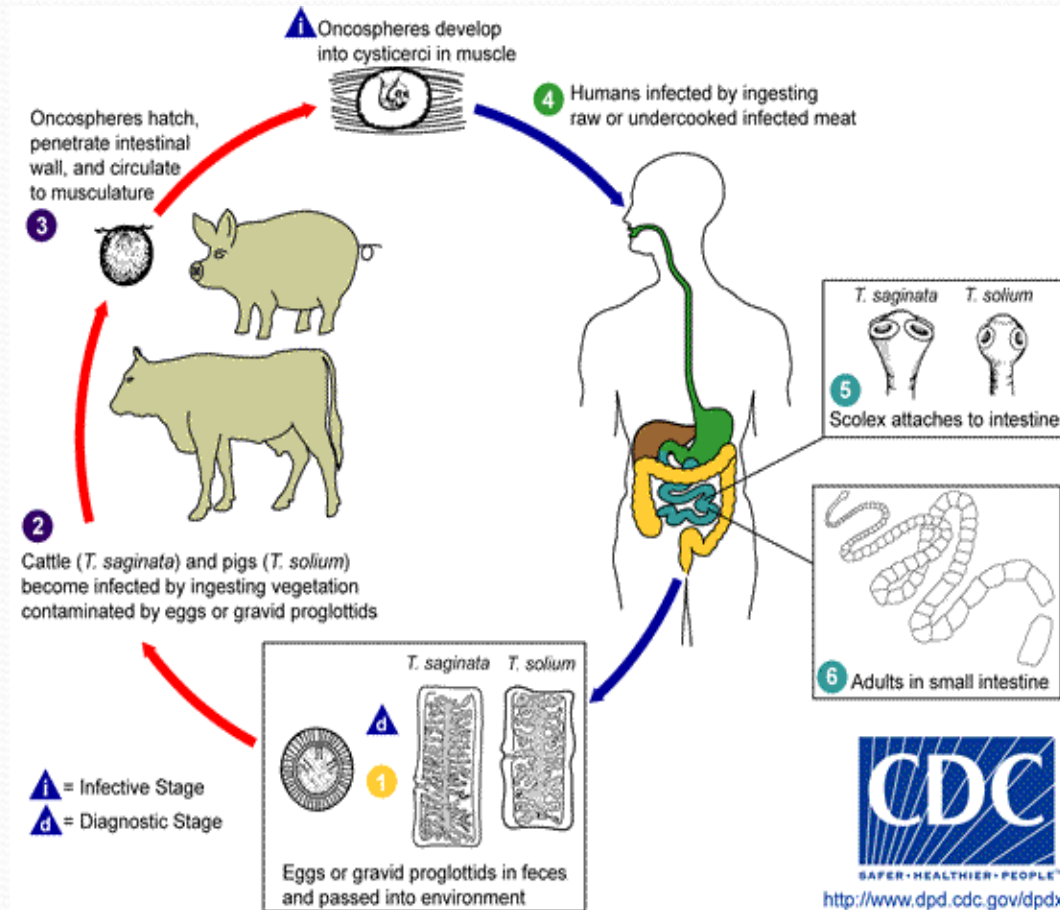 i Oncospheres develop
into cysticerci in muscle
4 Humans infected by ingesting
raw or undercooked infected meat
Oncospheres hatch,
penetrate intestinal
wall, and circulate
to musculature
3
T. saginata T. solium
5
Scolex attaches to intestine
2
Cattle (T. saginata) and pigs (T. solium)
become infected by ingesting vegetation
contaminated by eggs or gravid proglottids
6 Adults in small intestine
T. saginata T. solium
d
1
i = Infective Stage
d = Diagnostic Stage
Eggs or gravid proglottids in feces
and passed into environment
CDC
SAFER·HEALTHIER·PEOPLE™
http://www.dpd.cdc.gov/dpdx